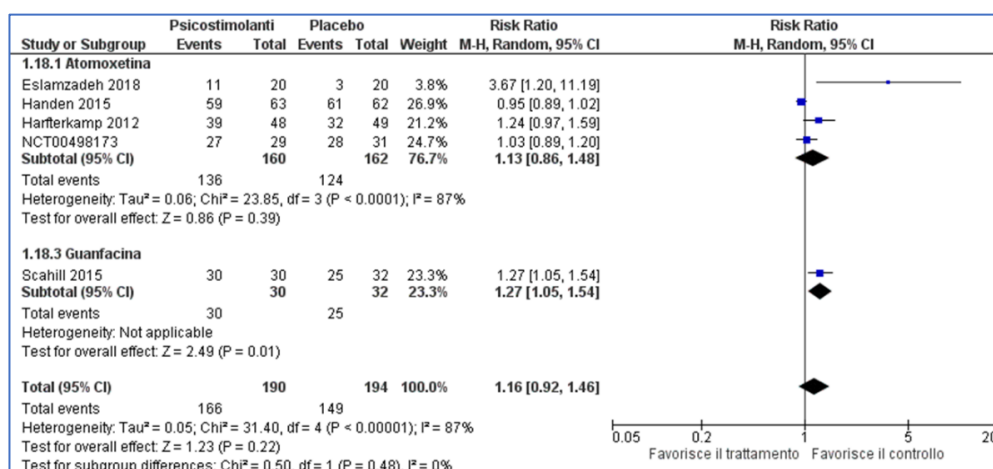 Psicostimolanti Placebo Risk Ratio Risk Ratio
Study or Subgroup Events Total Events Total Weight M-H, Random, 95% CI M-H, Random, 95% CI
1.18.1 Atomoxetina
Eslamzadeh 2018 11 20 3 20 3.8% 3.67 [1.20, 11.19]
Handen 2015 59 63 61 62 26.9% 0.95 [0.89, 1.02]
Harfterkamp 2012 39 48 32 49 21.2% 1.24 [0.97, 1.59]
NCT00498173 27 29 28 31 24.7% 1.03 [0.89, 1.20]
Subtotal (95% CI) 160 162 76.7% 1.13 [0.86, 1.48]
Total events 136 124
Heterogeneity: Tau² = 0.06; Chi² = 23.85, df = 3 (P < 0.0001); I² = 87%
Test for overall effect: Z = 0.86 (P = 0.39)
1.18.3 Guanfacina
Scahill 2015 30 30 25 32 23.3% 1.27 [1.05, 1.54]
Subtotal (95% CI) 30 32 23.3% 1.27 [1.05, 1.54]
Total events 30 25
Heterogeneity: Not applicable
Test for overall effect: Z = 2.49 (P = 0.01)
Total (95% CI) 190 194 100.0% 1.16 [0.92, 1.46]
Total events 166 149
Heterogeneity: Tau² = 0.05; Chi² = 31.40, df = 4 (P < 0.00001); I² = 87%
Test for overall effect: Z = 1.23 (P = 0.22)
Test for subgroup differences: Chi² = 0.50, df = 1 (P = 0.48), I² = 0%
0.05 0.2 1 5 20
Favorisce il trattamento Favorisce il controllo